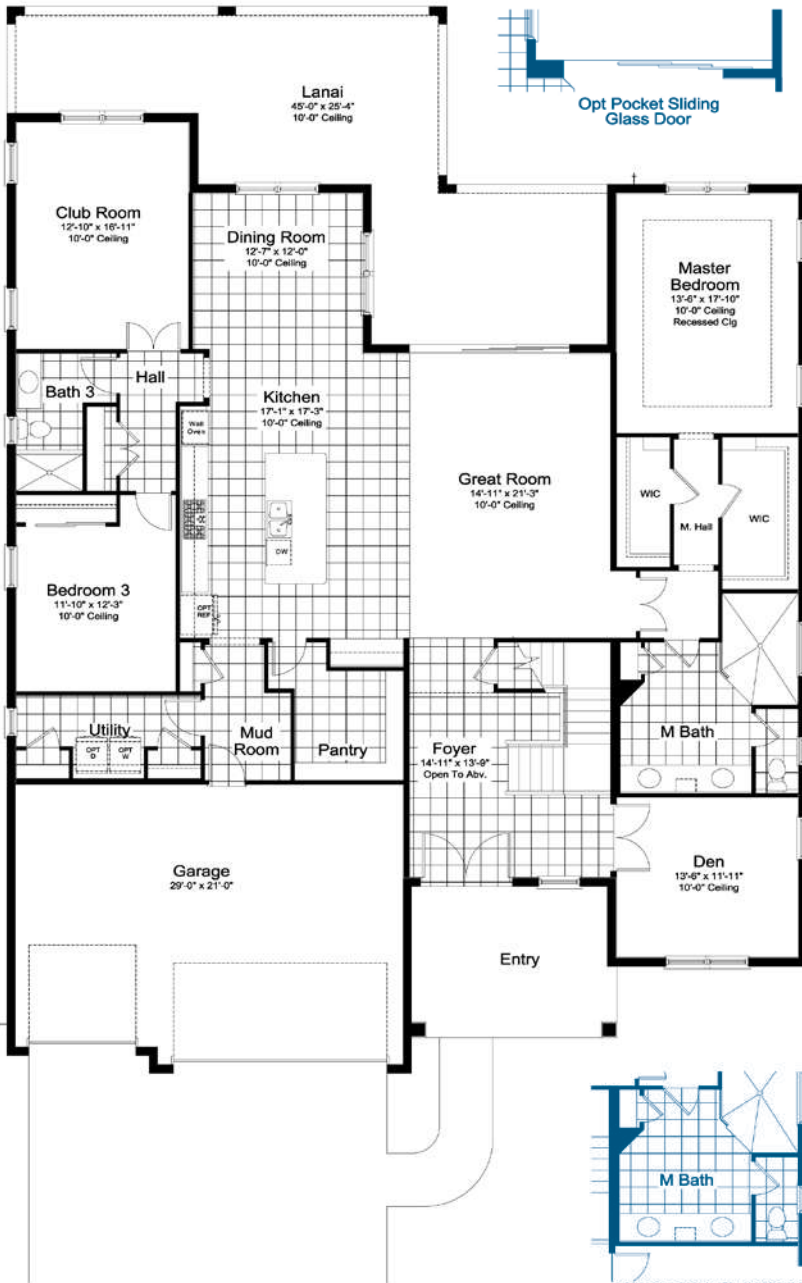 Lanai
45'-0" x 25'-4"
10'-0" Ceiling
Opt Pocket Sliding
Glass Door
Club Room
12'-10" x 16'-11"
10'-0" Ceiling
Dining Room
12'-7" x 12'-0"
10'-0" Ceiling
Master
Bedroom
13'-6" x 17'-10"
10'-0" Ceiling
Recessed Clg
Bath 3
Hall
Kitchen
17'-1" x 17'-3"
10'-0" Ceiling
Wall
Oven
Great Room
14'-11" x 21'-3"
10'-0" Ceiling
WIC
M. Hall
WIC
DW
Bedroom 3
11'-10" x 12'-3"
10'-0" Ceiling
OPT
REF
Utility
OPT
D
OPT
W
Mud
Room
Pantry
Foyer
14'-11" x 13'-9"
Open To Abv.
M Bath
Garage
29'-0" x 21'-0"
Den
13'-6" x 11'-11"
10'-0" Ceiling
Entry
M Bath